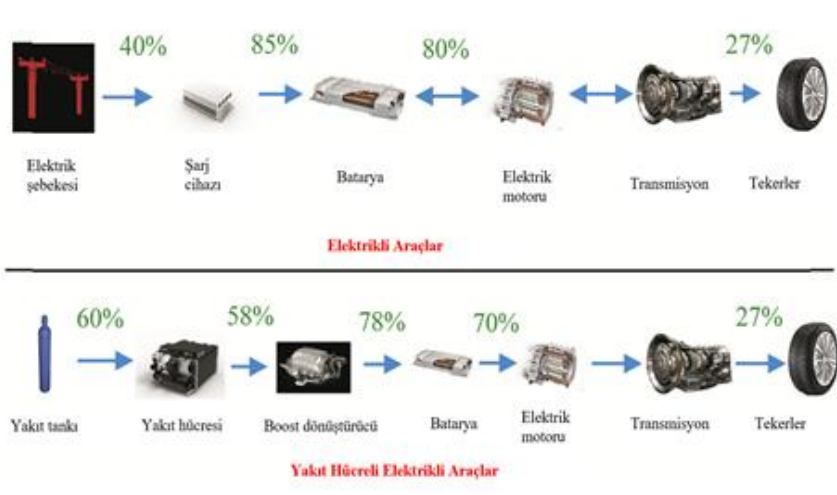 40%
85%
80%
27%
Elektrik
şebekesi
Şarj
cihazı
Batarya
Elektrik
motoru
Transmisyon
Tekerler
Elektrikli Araçlar
60%
58%
78%
70%
27%
Yakıt tankı
Yakıt hücresi
Boost dönüştürücü
Batarya
Elektrik
motoru
Transmisyon
Tekerler
Yakıt Hücreli Elektrikli Araçlar